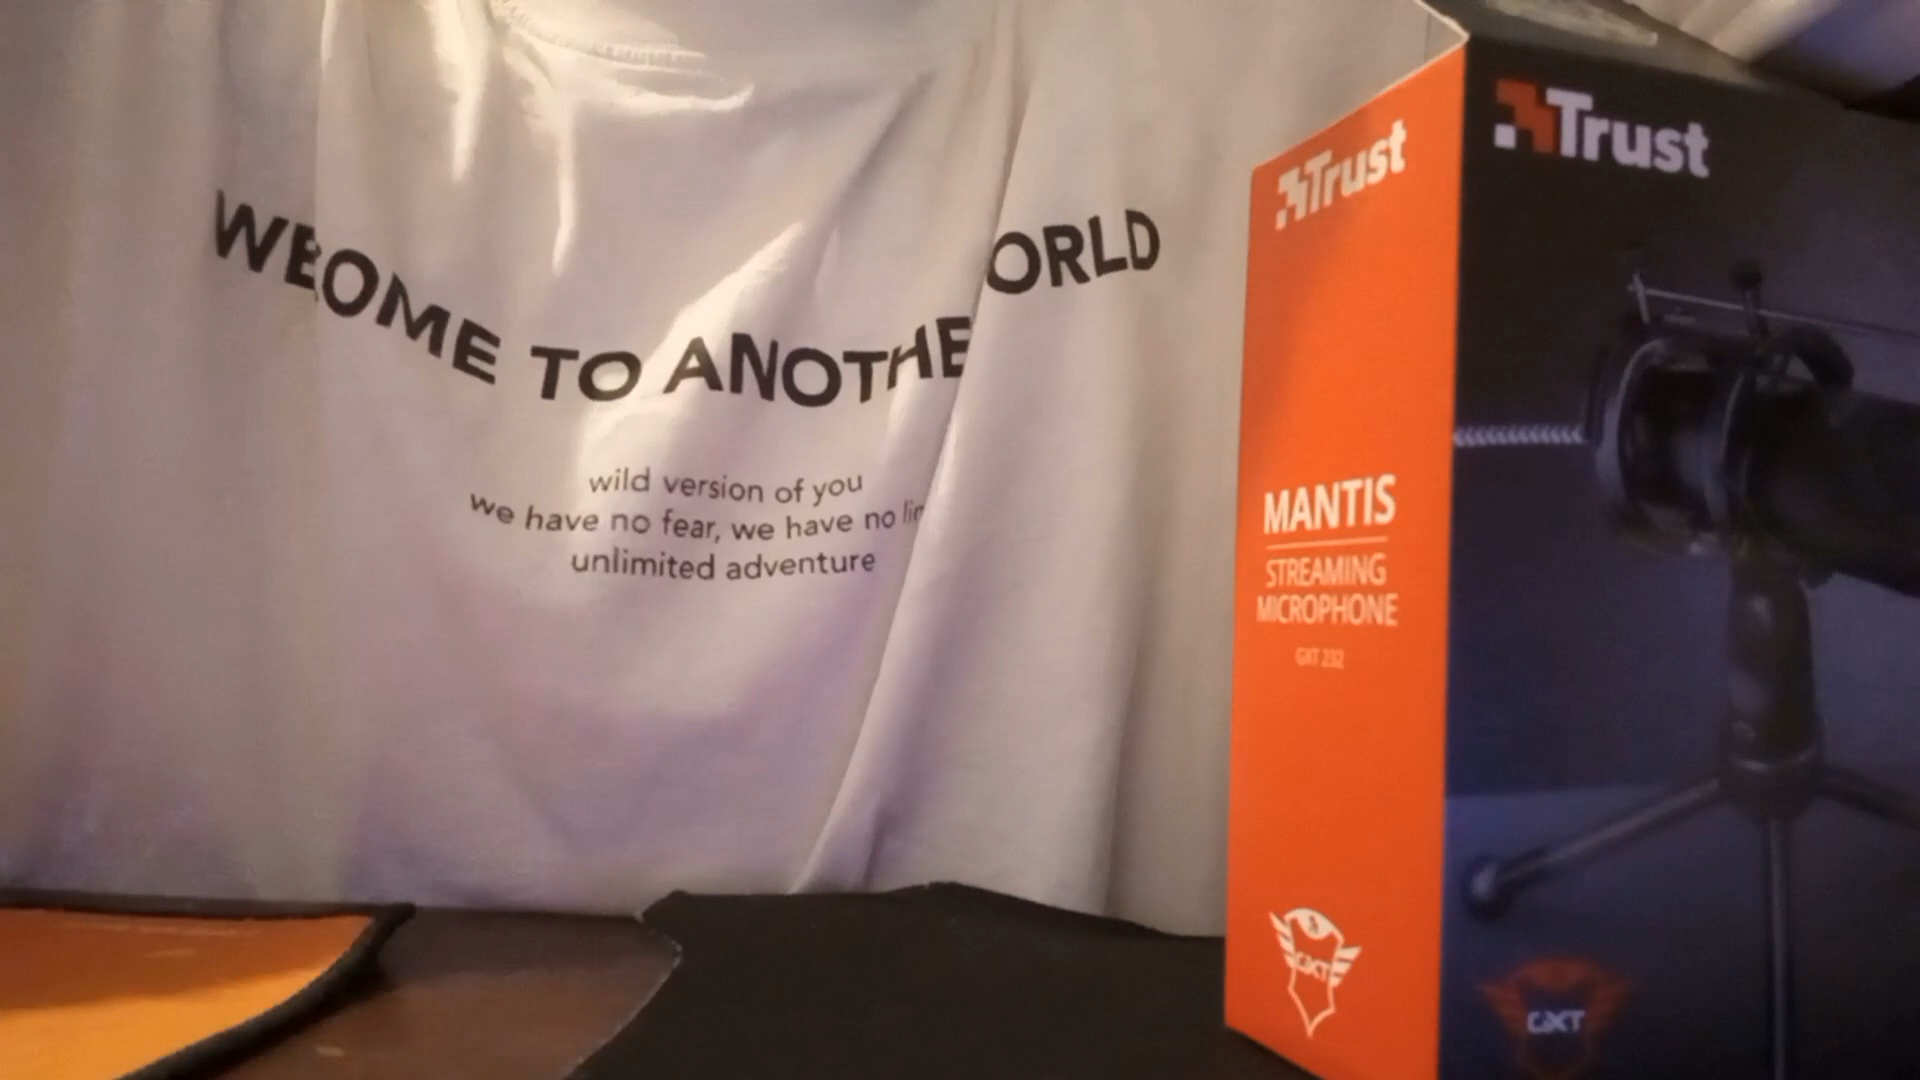 WEOME TO ANOTHE ORLD
wild version of you
we have no fear, we have no
unlimited adventure
Trust
MANTIS
STREAMING
MICROPHONE
GXT 232
GXT
Trust
GXT